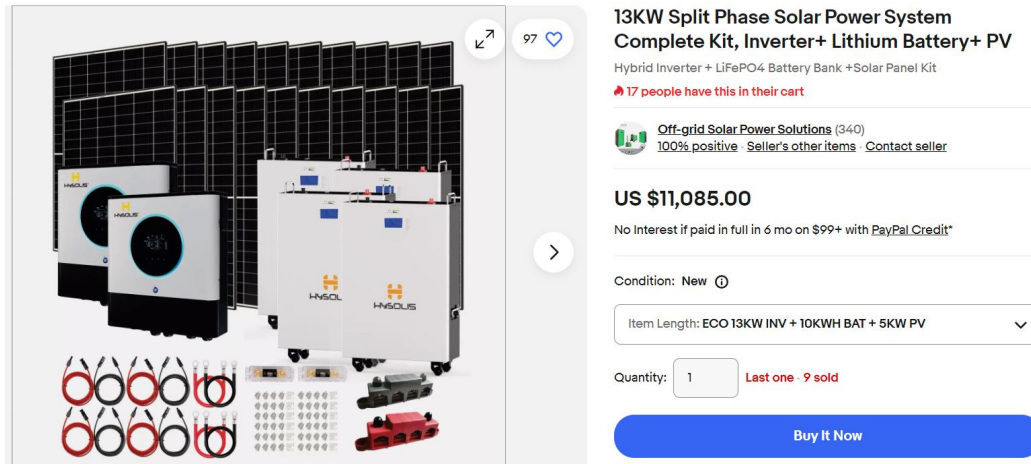 97
HYSOLIS
HYSOLIS
HYSOL
HYSOLIS
13KW Split Phase Solar Power System
Complete Kit, Inverter+ Lithium Battery+ PV
Hybrid Inverter + LiFePO4 Battery Bank +Solar Panel Kit
17 people have this in their cart
Off-grid Solar Power Solutions (340)
100% positive · Seller's other items · Contact seller
US $11,085.00
No Interest if paid in full in 6 mo on $99+ with PayPal Credit*
Condition: New
Item Length: ECO 13KW INV + 10KWH BAT + 5KW PV
Quantity: 1 Last one · 9 sold
Buy It Now